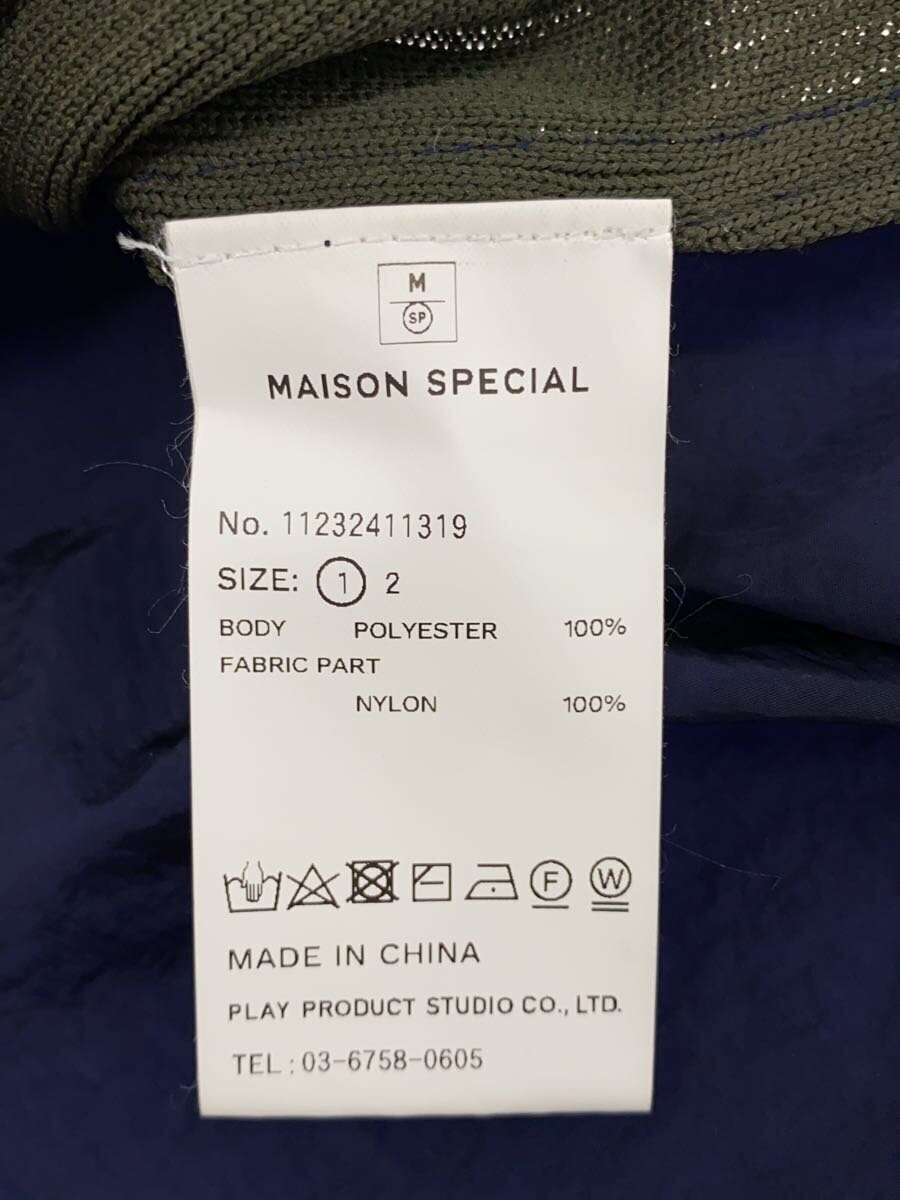 M
SP
MAISON SPECIAL
No. 11232411319
SIZE: 1 2
BODY POLYESTER 100%
FABRIC PART
NYLON 100%
F W
MADE IN CHINA
PLAY PRODUCT STUDIO CO., LTD.
TEL : 03-6758-0605